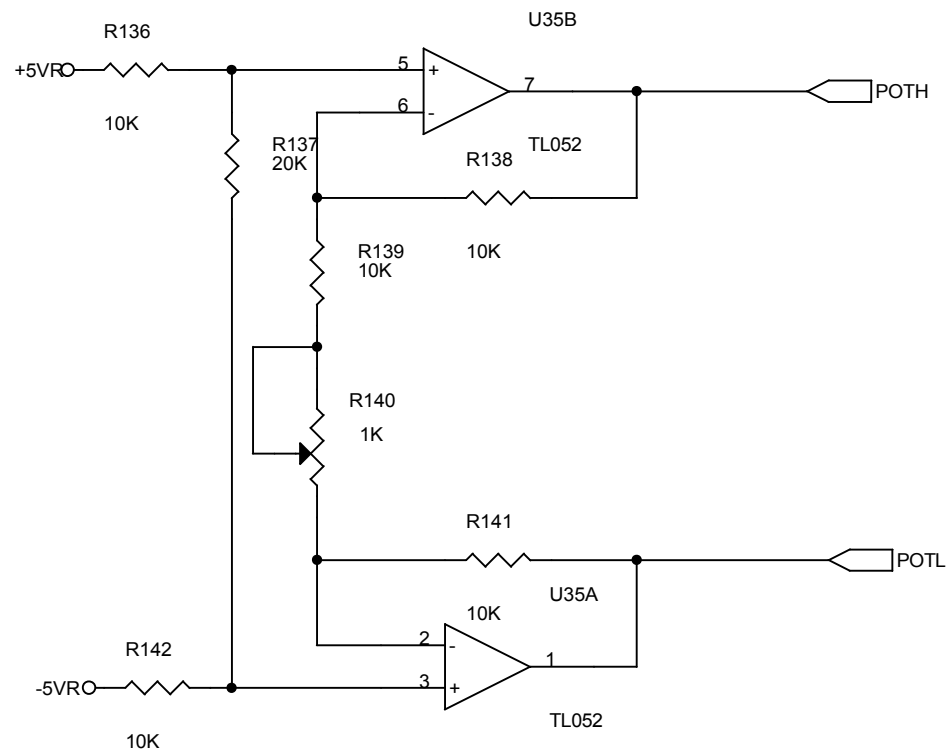 U35B
R136
+5VR
10K
5
+
7
6
-
POTH
R137
20K
TL052
R138
10K
R139
10K
R140
1K
R141
POTL
U35A
10K
R142
2
-
1
-5VR
3
+
TL052
10K